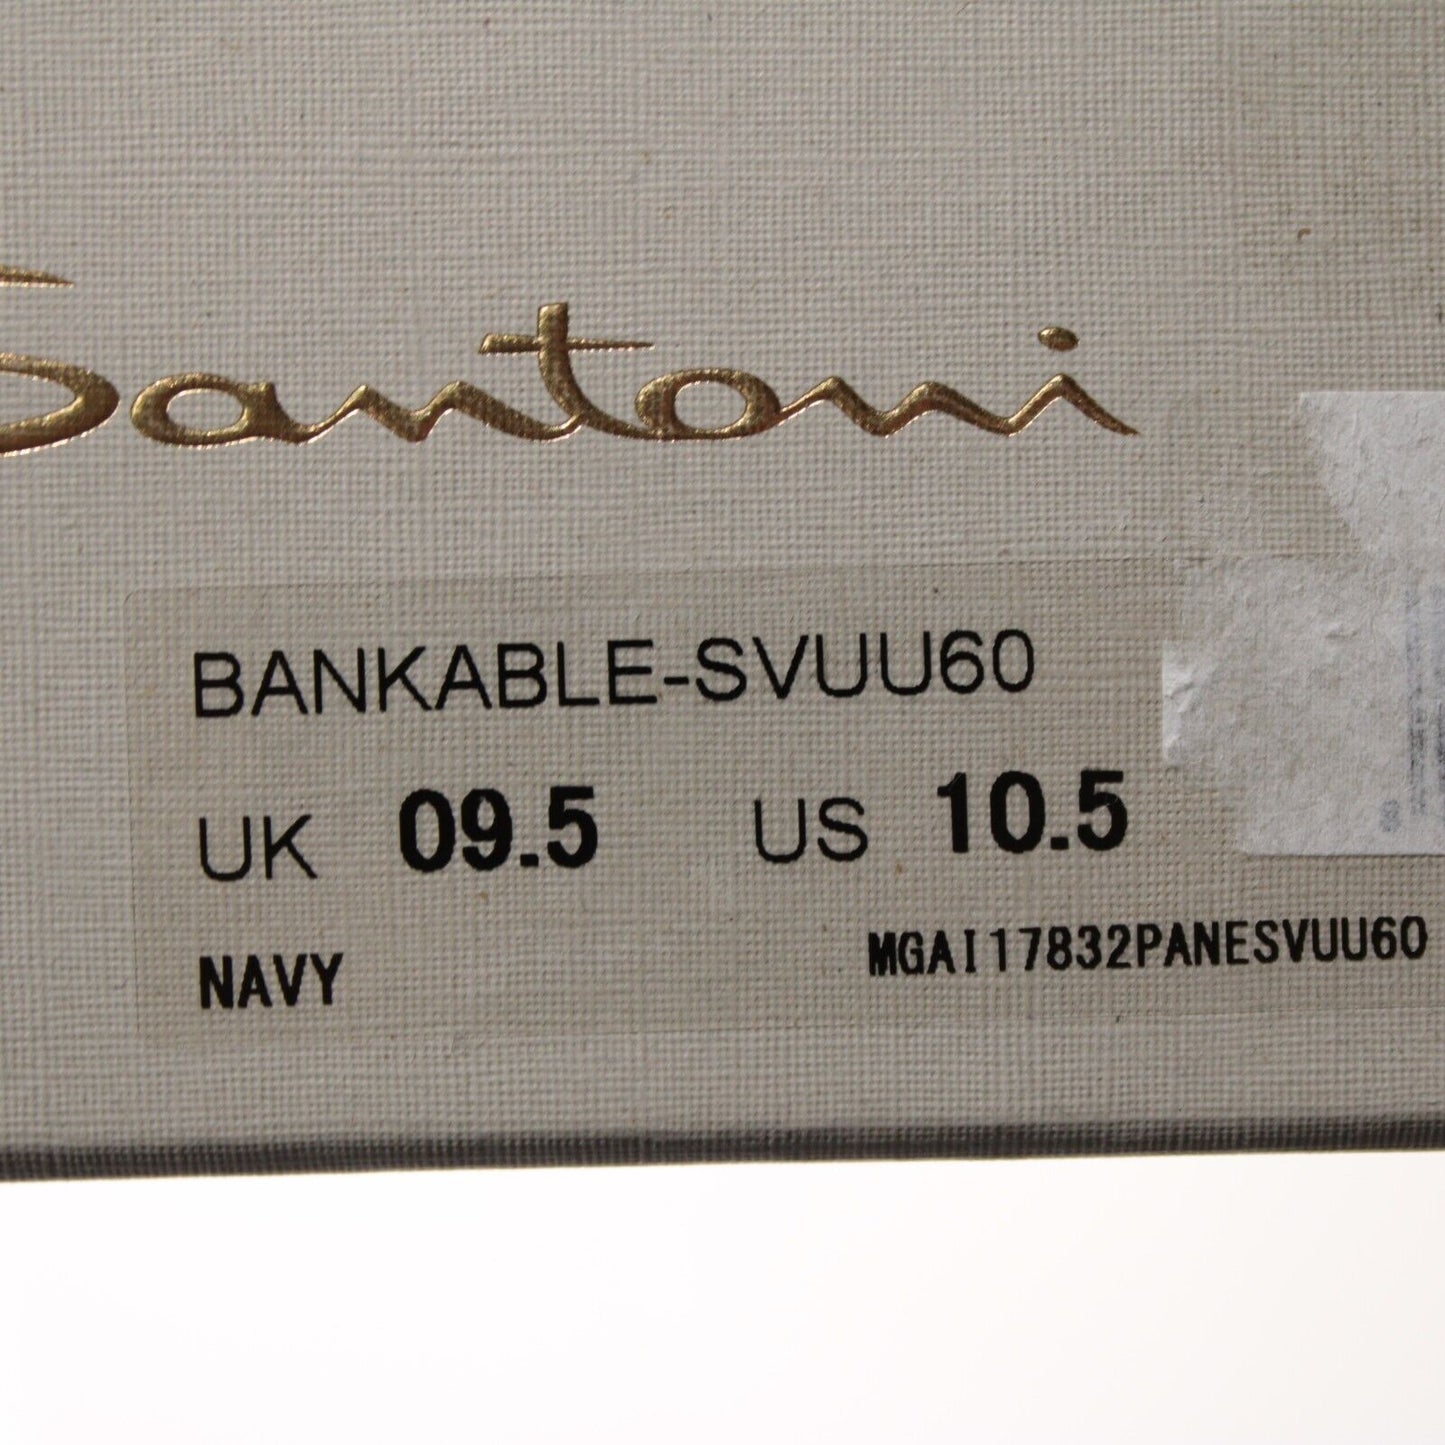 Santoni
BANKABLE-SVUU60
UK 09.5 US 10.5
NAVY MGAI17832PANESVUU60